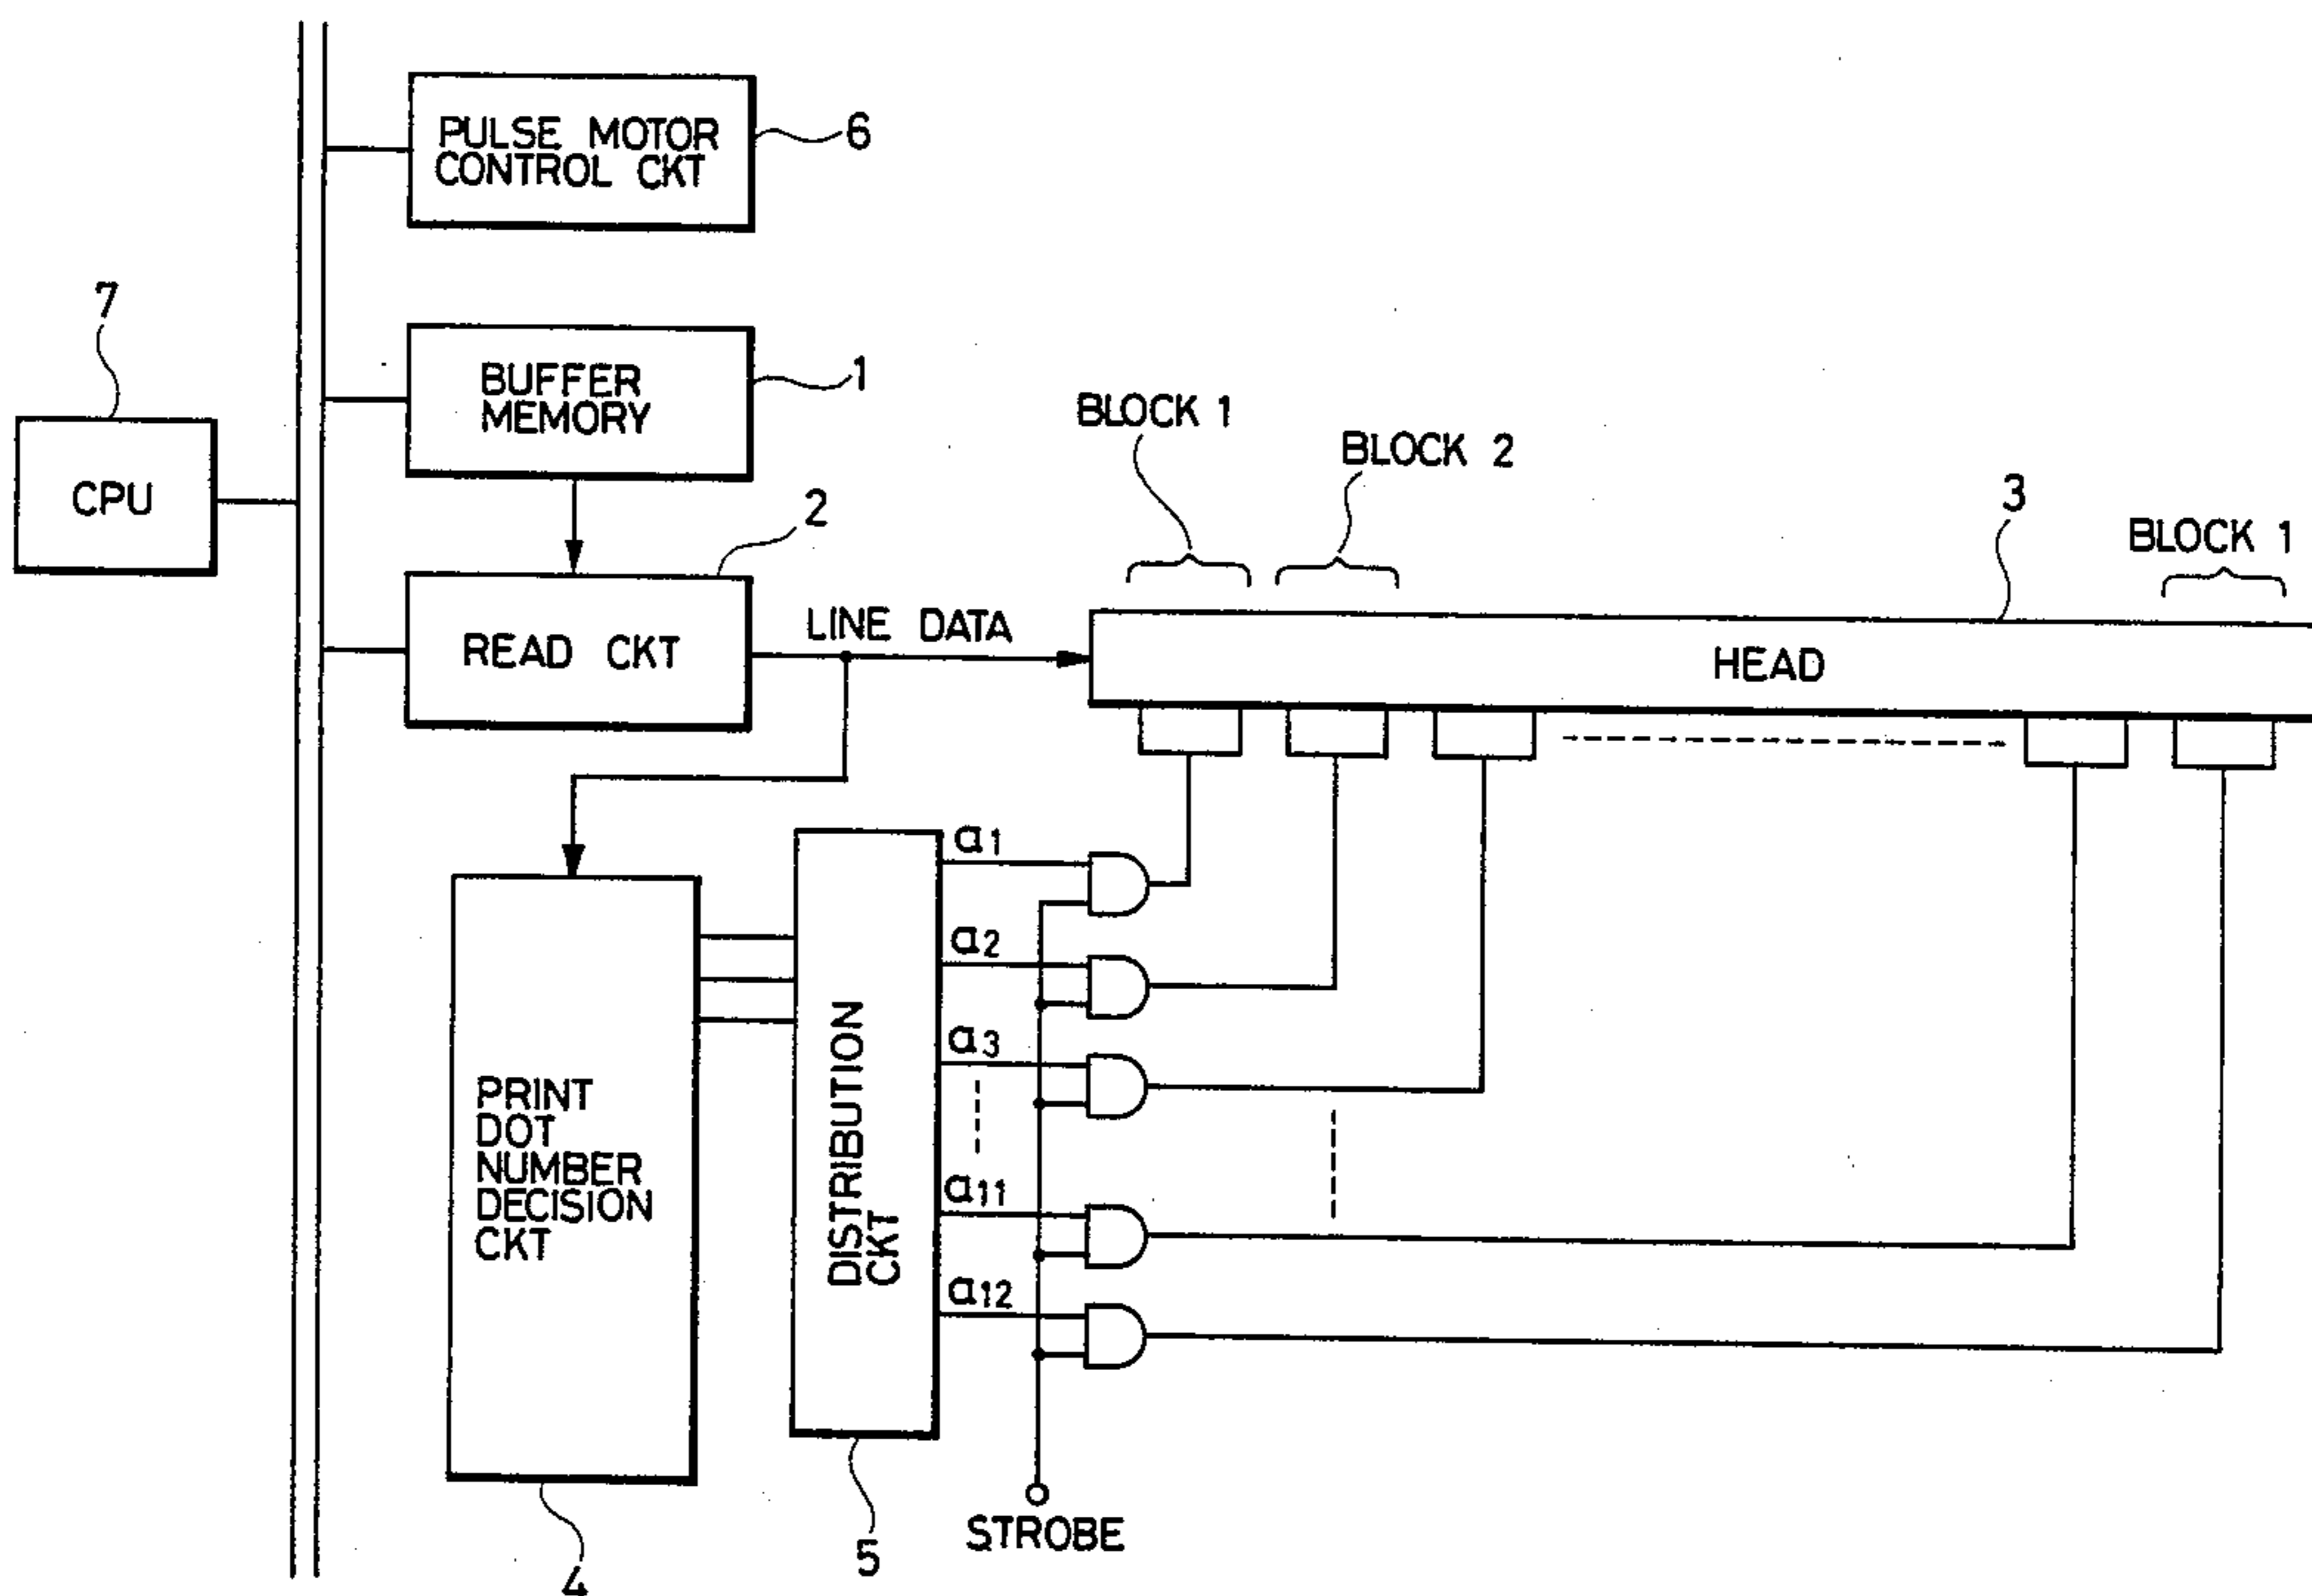 PULSE MOTOR
CONTROL CKT
6
7
BUFFER
MEMORY
1
CPU
BLOCK 1
BLOCK 2
3
BLOCK 1
2
READ CKT
LINE DATA
HEAD
a1
a2
a3
a11
a12
PRINT
DOT
NUMBER
DECISION
CKT
DISTRIBUTION
CKT
STROBE
4
5